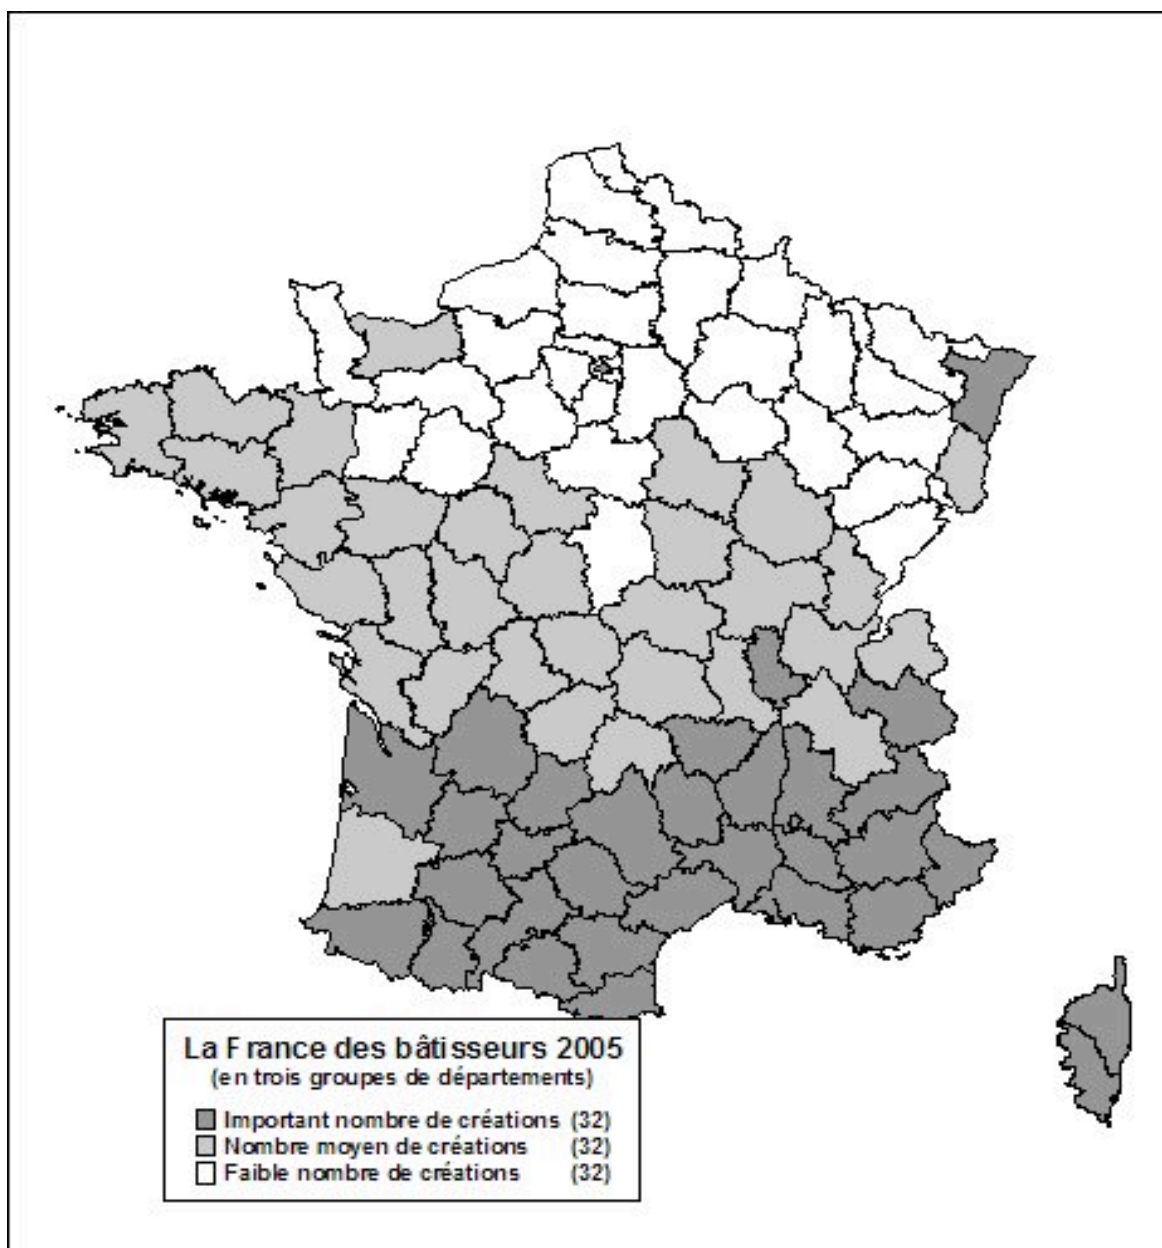 La France des bâtisseurs 2005
(en trois groupes de départements)
Important nombre de créations (32)
Nombre moyen de créations (32)
Faible nombre de créations (32)